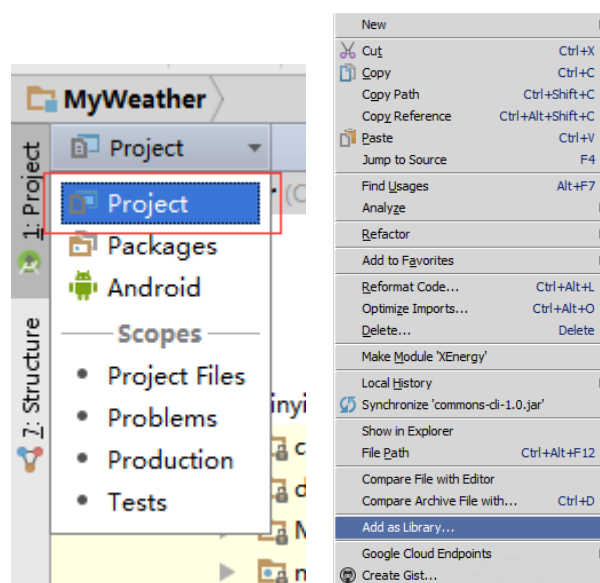 MyWeather
1: Project
7: Structure
Project
(C
Project
Packages
Android
Scopes
Project Files
Problems
Production
Tests
inyi
c
d
M
n
New
Cut Ctrl+X
Copy Ctrl+C
Copy Path Ctrl+Shift+C
Copy Reference Ctrl+Alt+Shift+C
Paste Ctrl+V
Jump to Source F4
Find Usages Alt+F7
Analyze
Refactor
Add to Favorites
Reformat Code... Ctrl+Alt+L
Optimize Imports... Ctrl+Alt+O
Delete... Delete
Make Module 'XEnergy'
Local History
Synchronize 'commons-cli-1.0.jar'
Show in Explorer
File Path Ctrl+Alt+F12
Compare File with Editor
Compare Archive File with... Ctrl+D
Add as Library...
Google Cloud Endpoints
Create Gist...